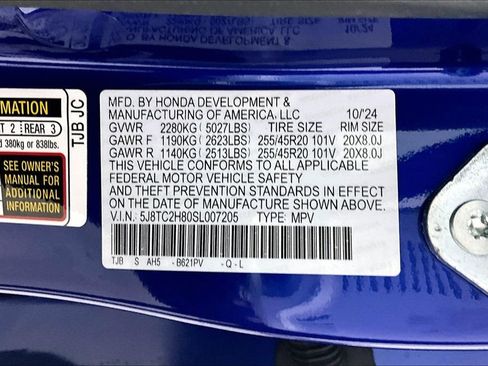 MFD. BY HONDA DEVELOPMENT &
MANUFACTURING OF AMERICA, LLC 10/'24
GVWR 2280KG(5027LBS) TIRE SIZE RIM SIZE
GAWR F 1190KG(2623LBS) 255/45R20 101V 20X8.0J
GAWR R 1140KG(2513LBS) 255/45R20 101V 20X8.0J
THIS VEHICLE CONFORMS TO ALL APPLICABLE
FEDERAL MOTOR VEHICLE SAFETY
AND THEFT PREVENTION STANDARDS IN EFFECT
ON THE DATE OF MANUFACTURE SHOWN ABOVE.
V.I.N.: 5J8TC2H80SL007205 TYPE: MPV
TJB S AH5 -B621PV -Q-L
TJB JC
MATION
T 2 REAR 3
d 380kg or 838lbs.
SEE OWNER'S
MANUAL FOR
ADDITIONAL
INFORMATION